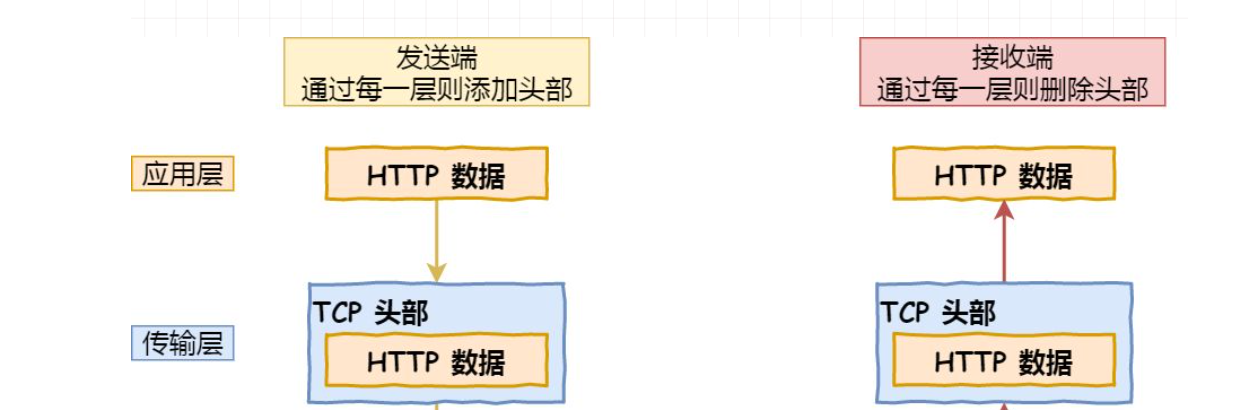 发送端
通过每一层则添加头部
接收端
通过每一层则删除头部
应用层
HTTP 数据
HTTP 数据
传输层
TCP 头部
HTTP 数据
TCP 头部
HTTP 数据